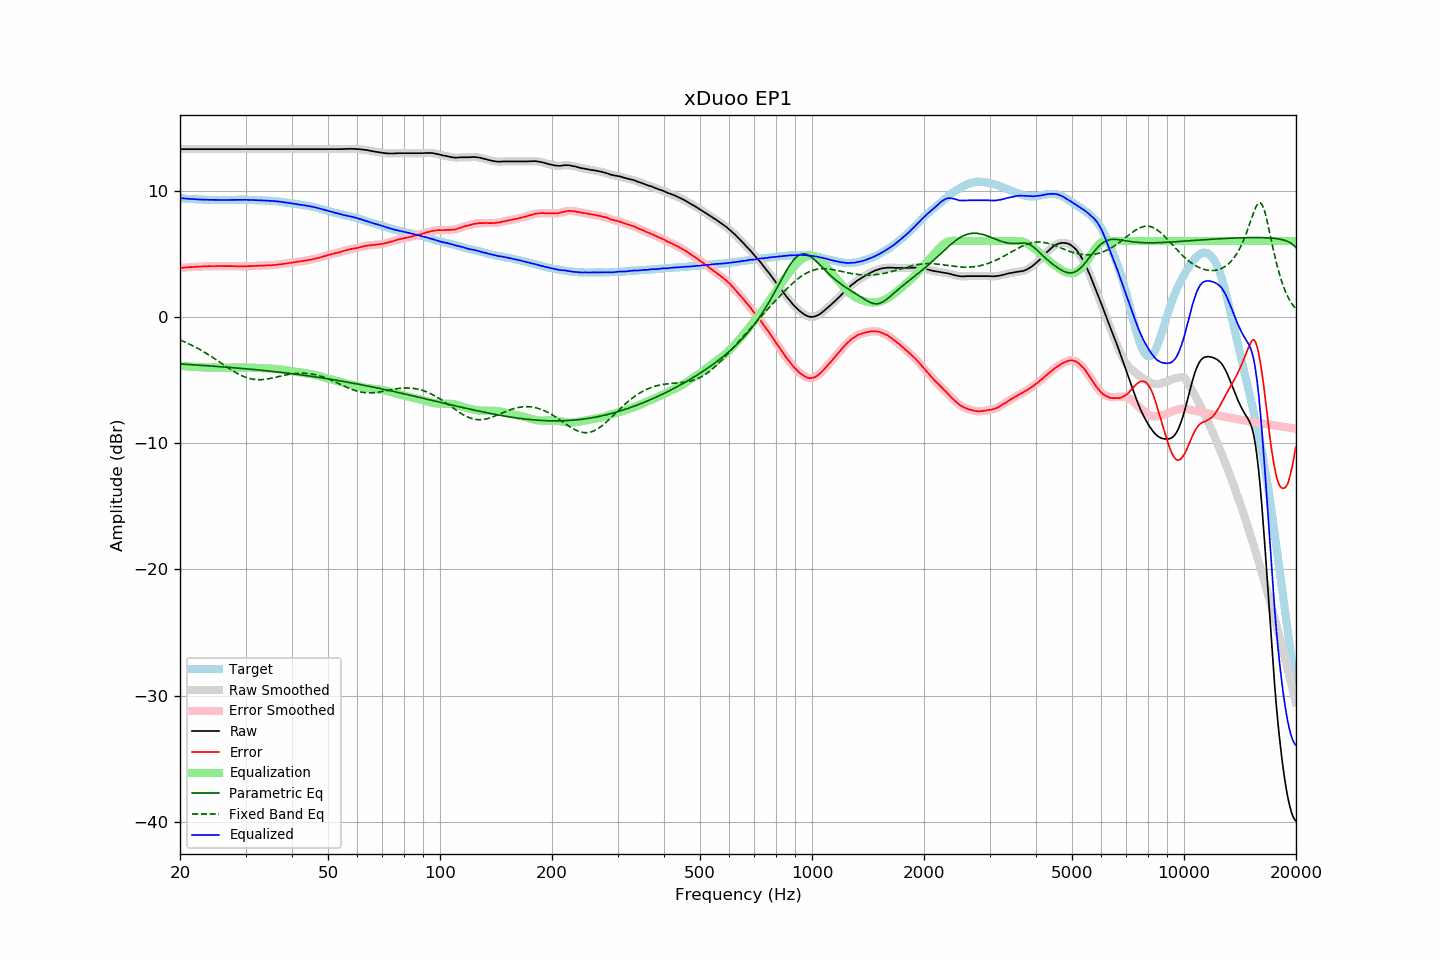 xDuoo EP1
Amplitude (dBr)
10
0
−10
−20
−30
−40
Target
Raw Smoothed
Error Smoothed
Raw
Error
Equalization
Parametric Eq
Fixed Band Eq
Equalized
20 50 100 200 500 1000 2000 5000 10000 20000
Frequency (Hz)